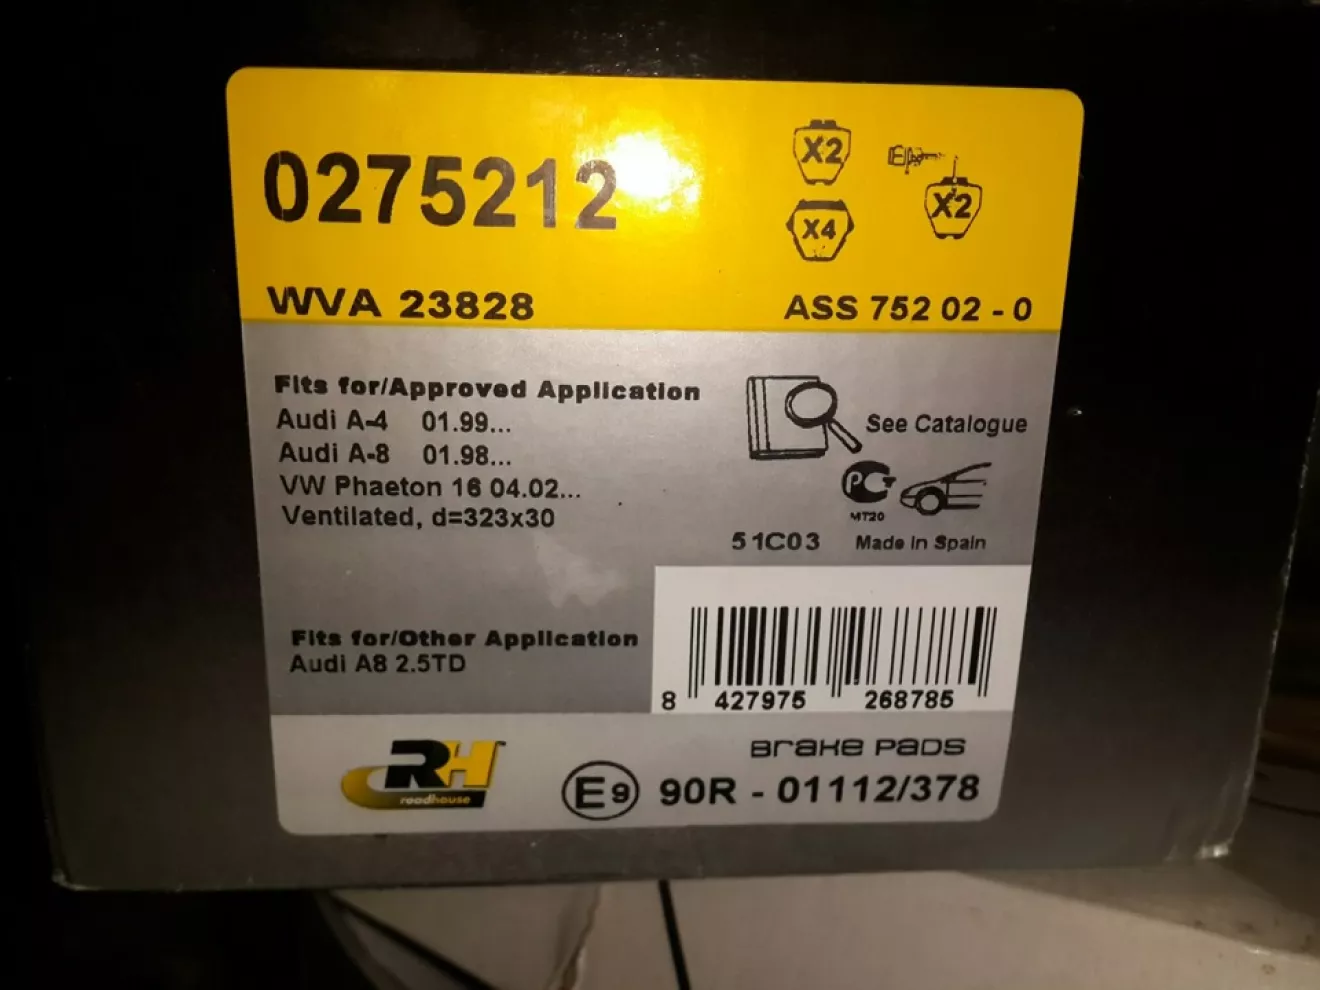 0275212
X2
X4
X2
WVA 23828
ASS 752 02 - 0
Fits for/Approved Application
Audi A-4 01.99...
Audi A-8 01.98...
VW Phaeton 16 04.02...
Ventilated, d=323x30
See Catalogue
PCT
MT20
51C03
Made in Spain
Fits for/Other Application
Audi A8 2.5TD
8 427975 268785
RH
roadhouse
Brake Pads
E9 90R - 01112/378